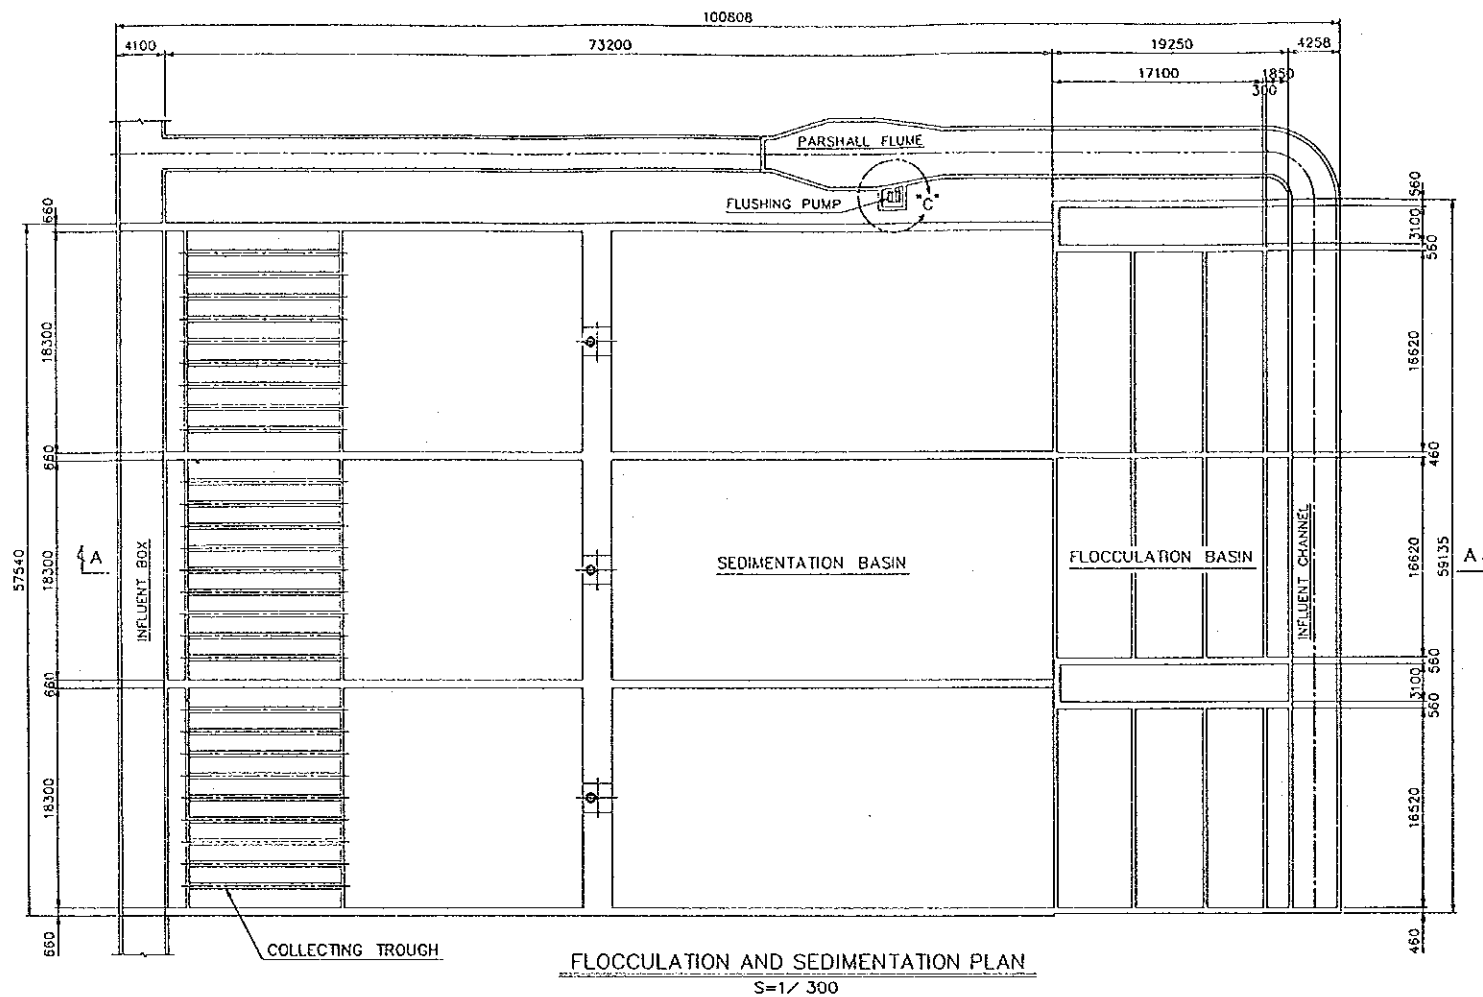 100808
4100
73200
19250
4258
17100
1850
300
PARSHALL FLUME
FLUSHING PUMP
"C"
660
18300
660
18300
660
18300
660
57540
560
3100
560
16620
460
16620
560
3100
560
16520
460
59135
A
A
INFLUENT BOX
SEDIMENTATION BASIN
FLOCCULATION BASIN
INFLUENT CHANNEL
COLLECTING TROUGH
FLOCCULATION AND SEDIMENTATION PLAN
S=1/ 300